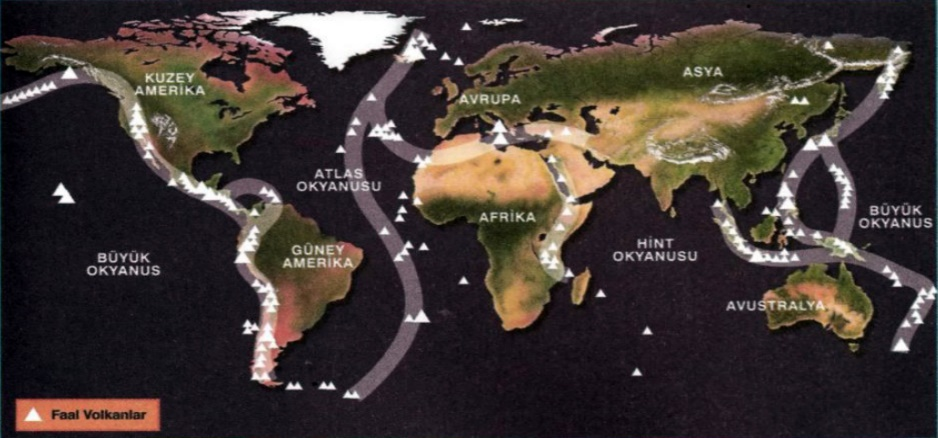 KUZEY
AMERİKA
ASYA
AVRUPA
ATLAS
OKYANUSU
AFRİKA
BÜYÜK
OKYANUS
GÜNEY
AMERİKA
HİNT
OKYANUSU
BÜYÜK
OKYANUS
AVUSTRALYA
Faal Volkanlar